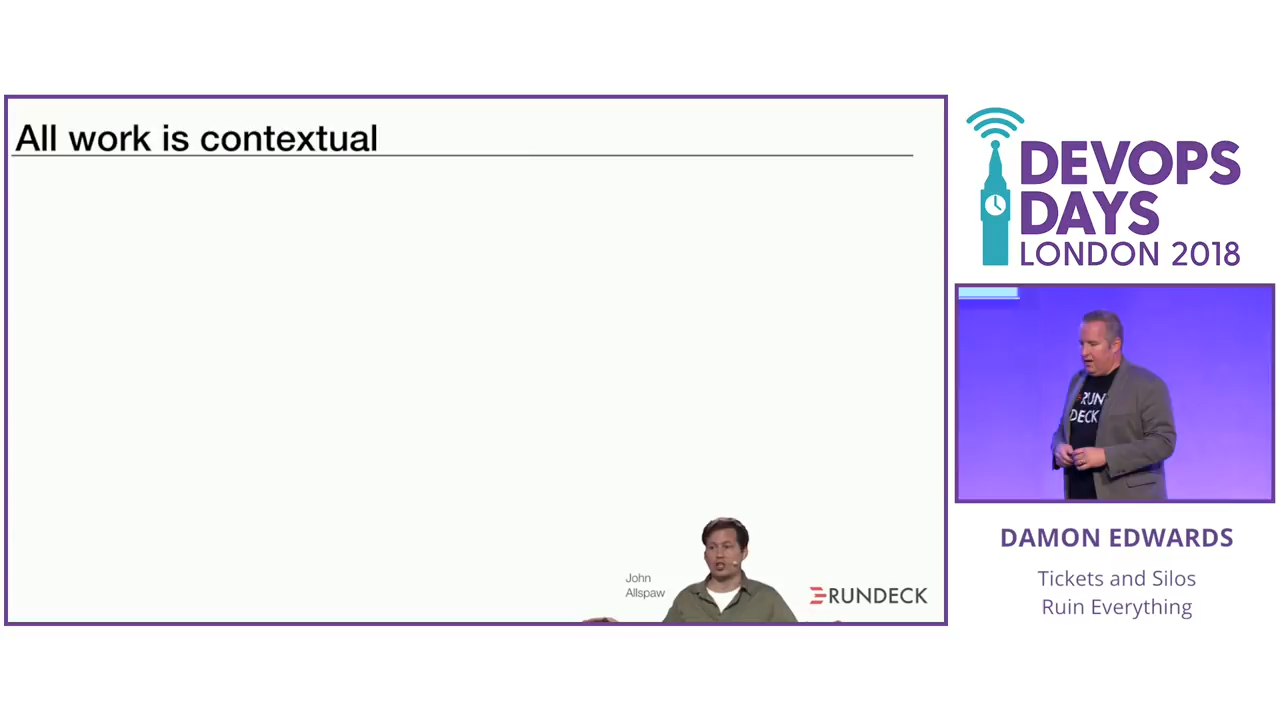 All work is contextual
John
Allspaw
RUNDECK
DEVOPS
DAYS
LONDON 2018
RUN
DECK
DAMON EDWARDS
Tickets and Silos
Ruin Everything